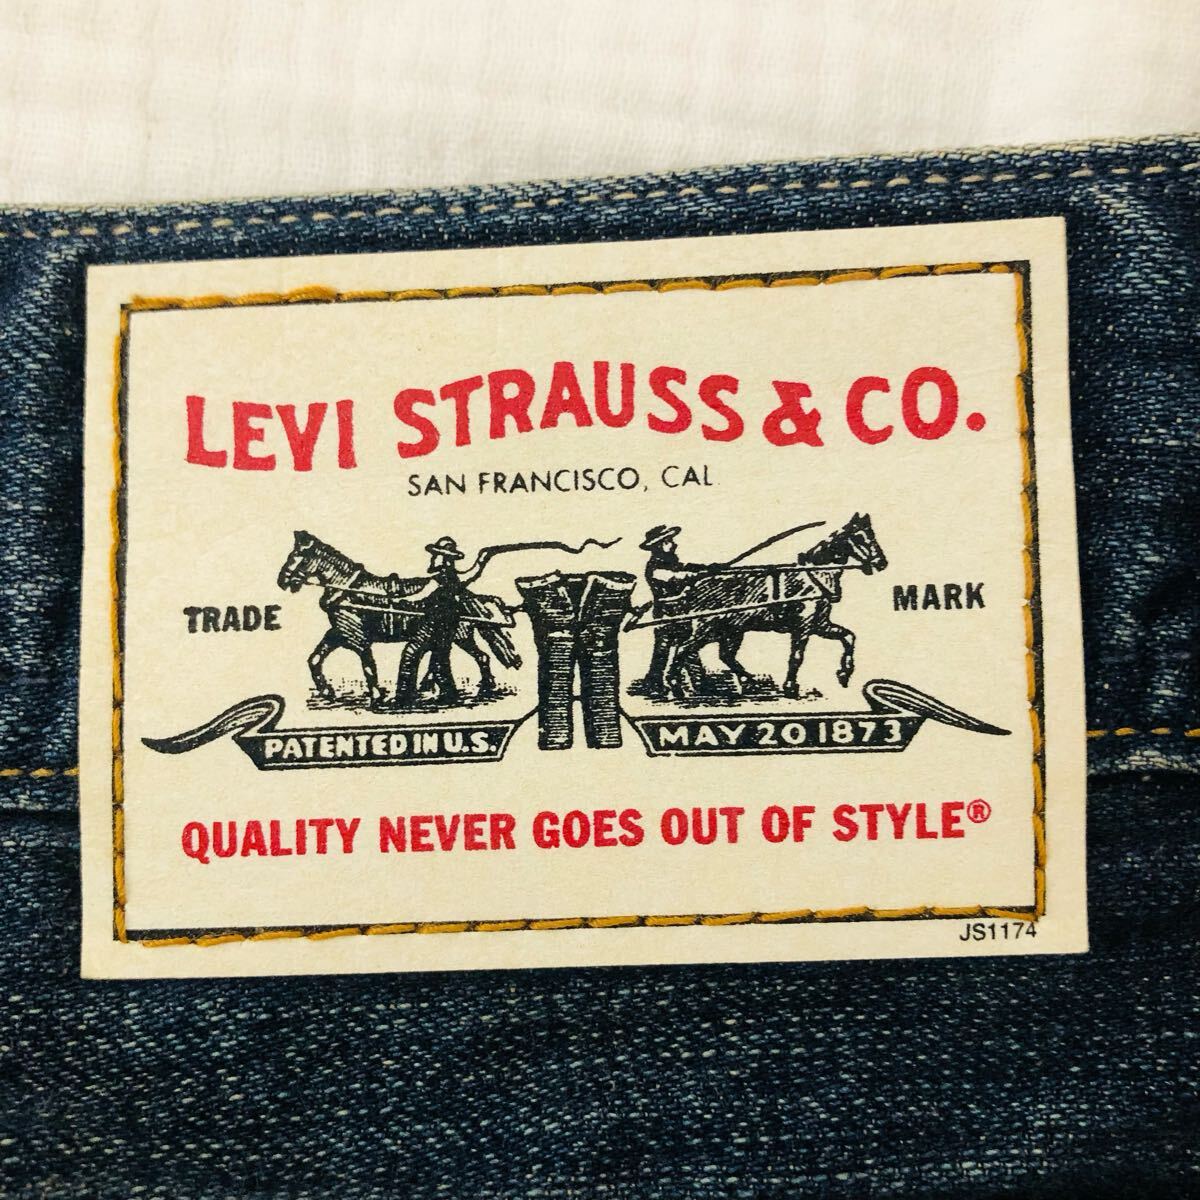 LEVI STRAUSS & CO.
SAN FRANCISCO, CAL
TRADE MARK
PATENTED IN U.S. MAY 20 1873
QUALITY NEVER GOES OUT OF STYLE®
JS1174